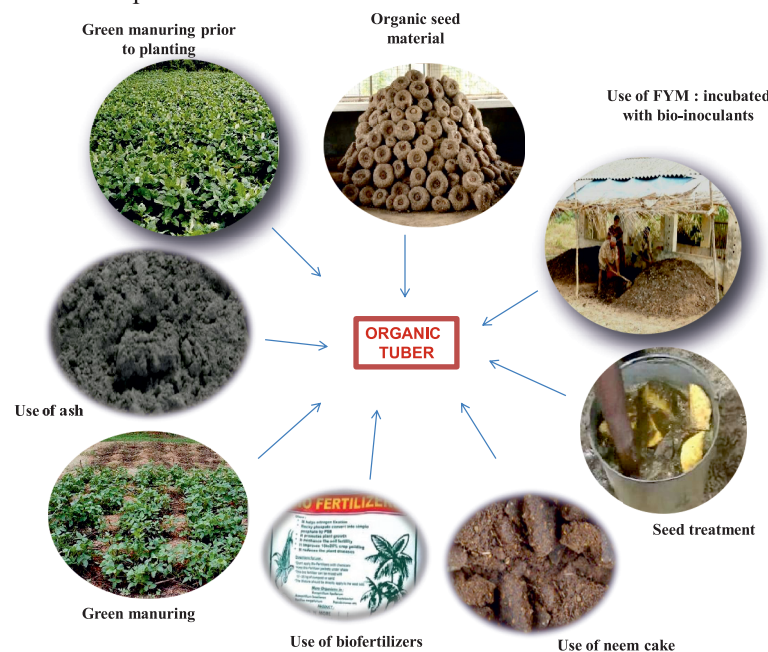 Green manuring prior
to planting
Organic seed
material
Use of FYM : incubated
with bio-inoculants
ORGANIC
TUBER
Use of ash
Seed treatment
Green manuring
Use of biofertilizers
Use of neem cake
FERTILIZER